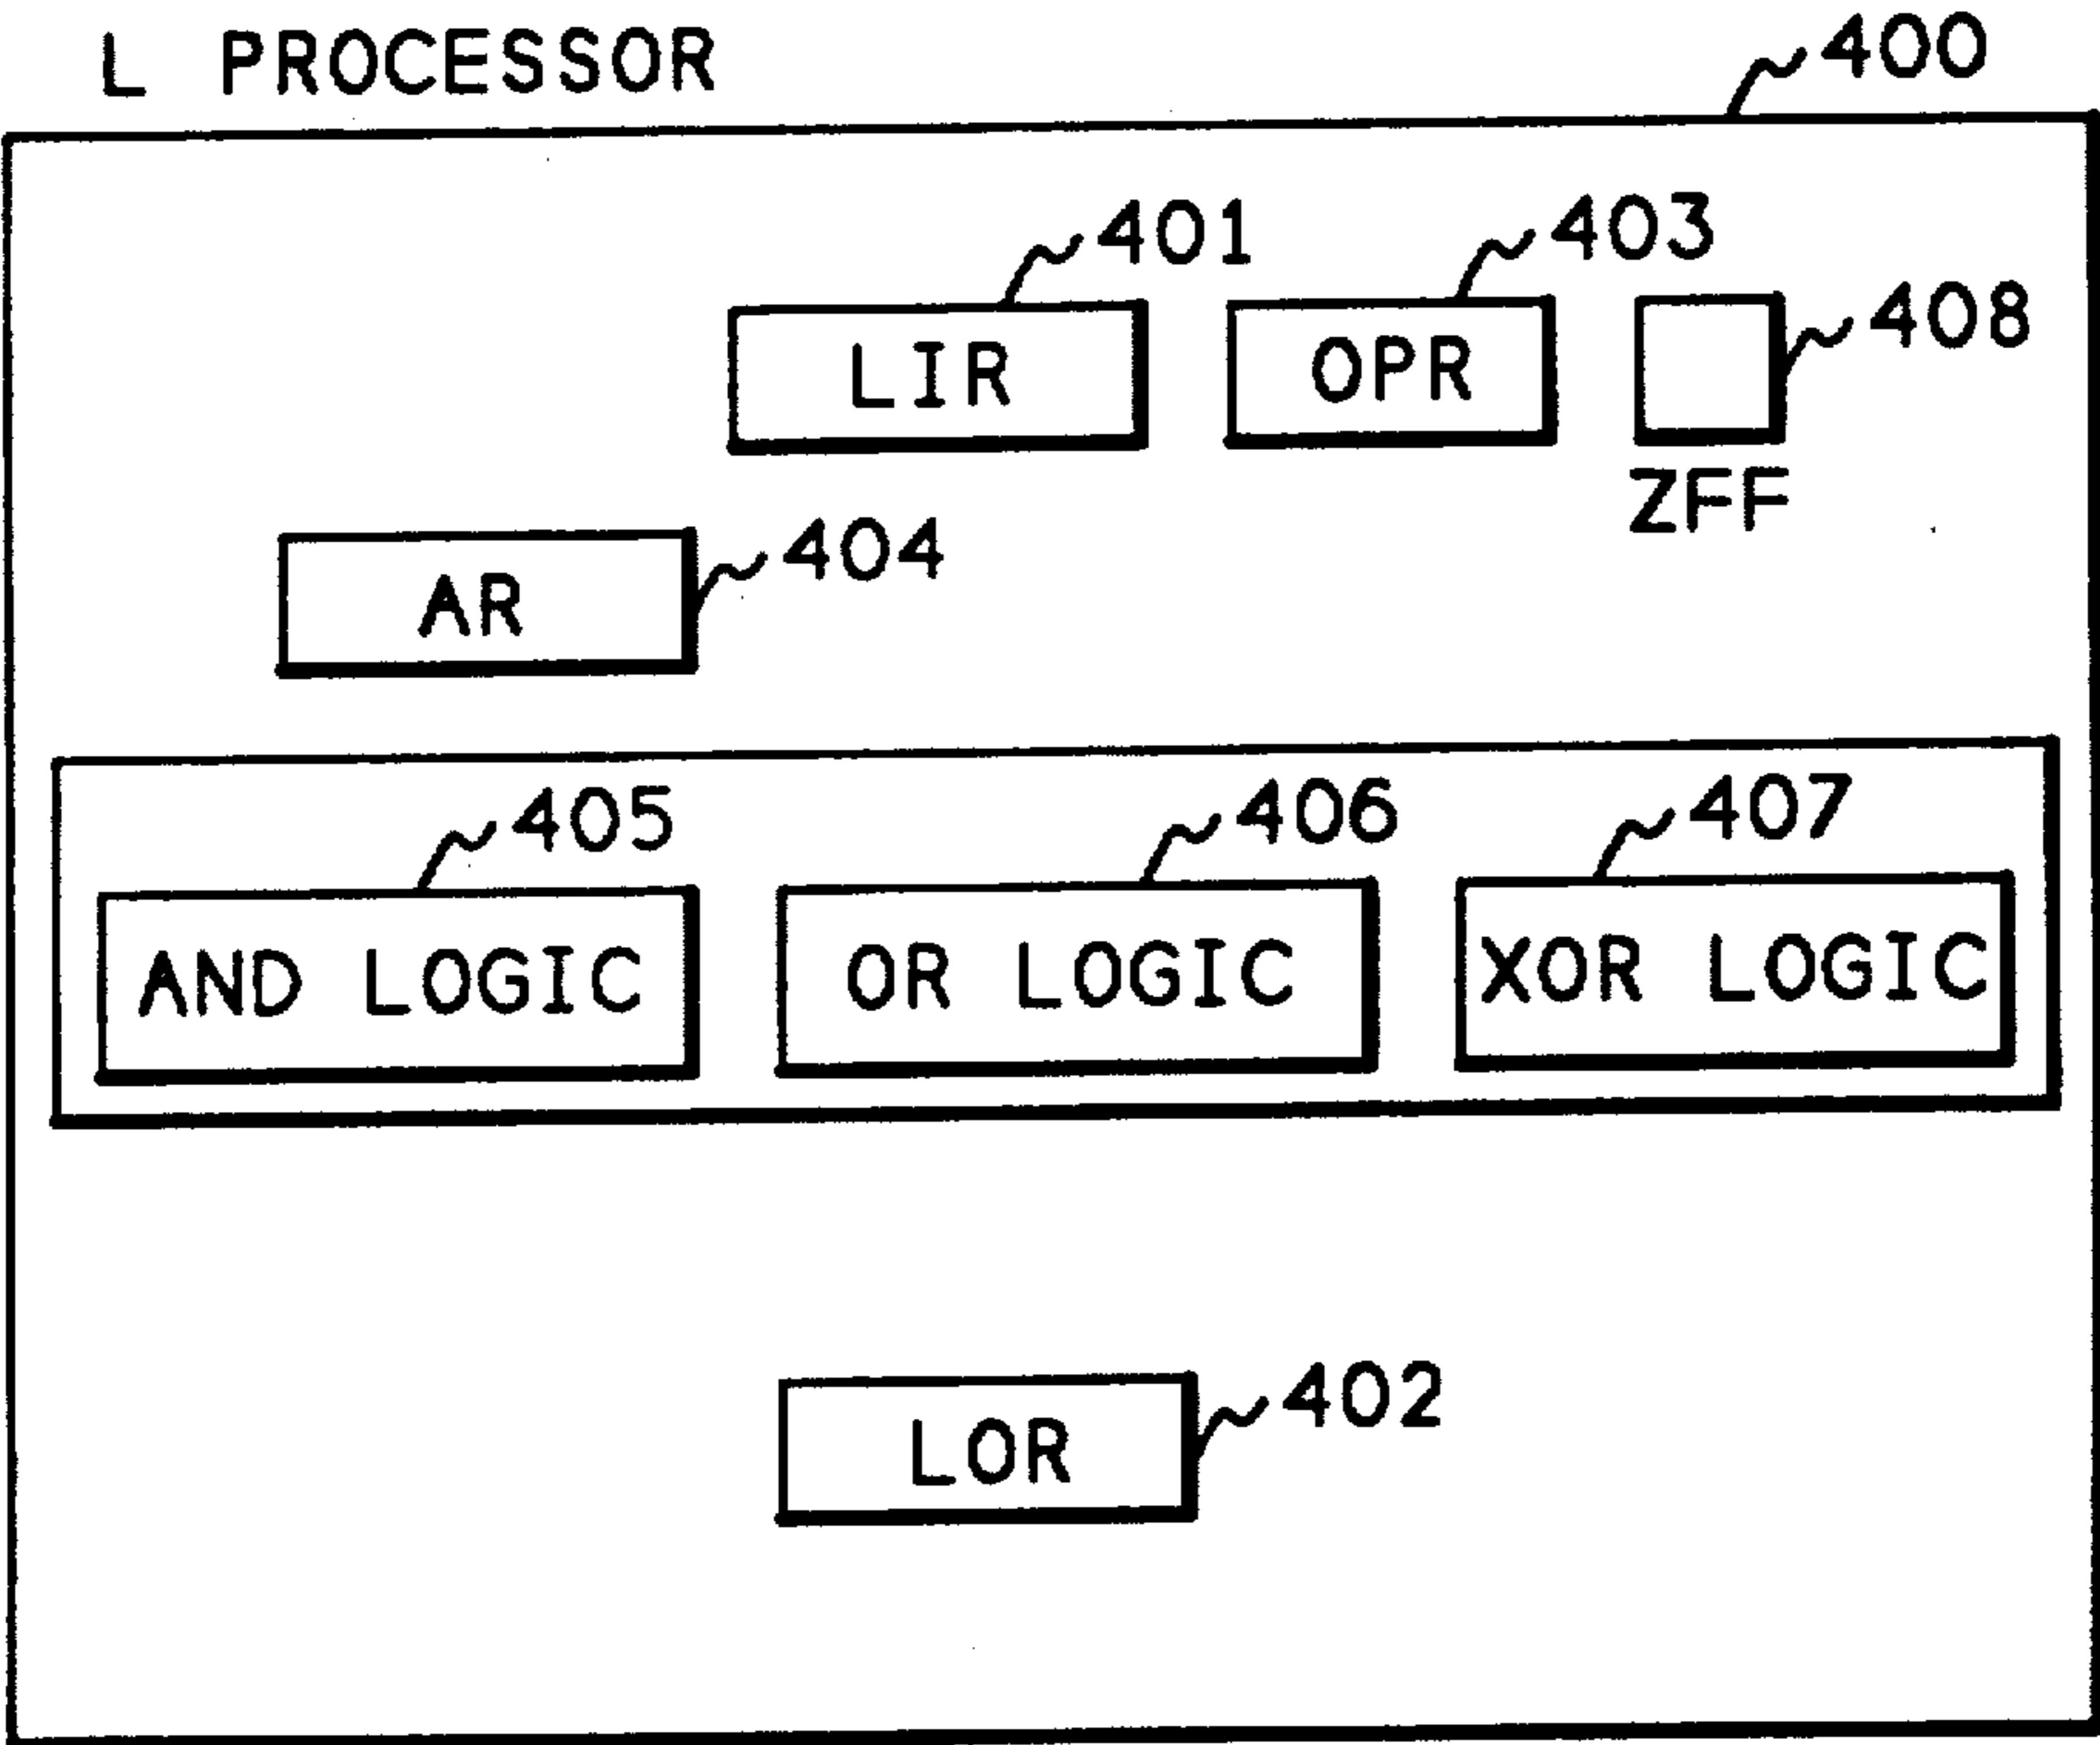 L PROCESSOR
400
401
403
408
LIR
OPR
ZFF
404
AR
405
406
407
AND LOGIC
OR LOGIC
XOR LOGIC
402
LOR